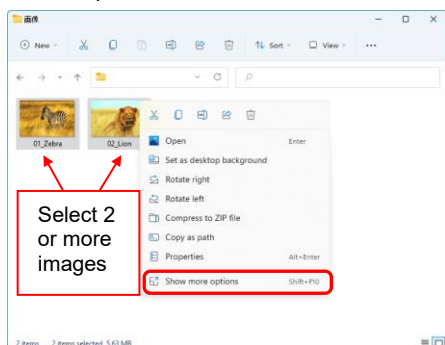 画像
New
Sort
View
01_Zebra
02_Lion
Open Enter
Set as desktop background
Rotate right
Rotate left
Compress to ZIP file
Copy as path
Properties Alt+Enter
Show more options Shift+F10
Select 2
or more
images
2 items 2 items selected 5.63 MB